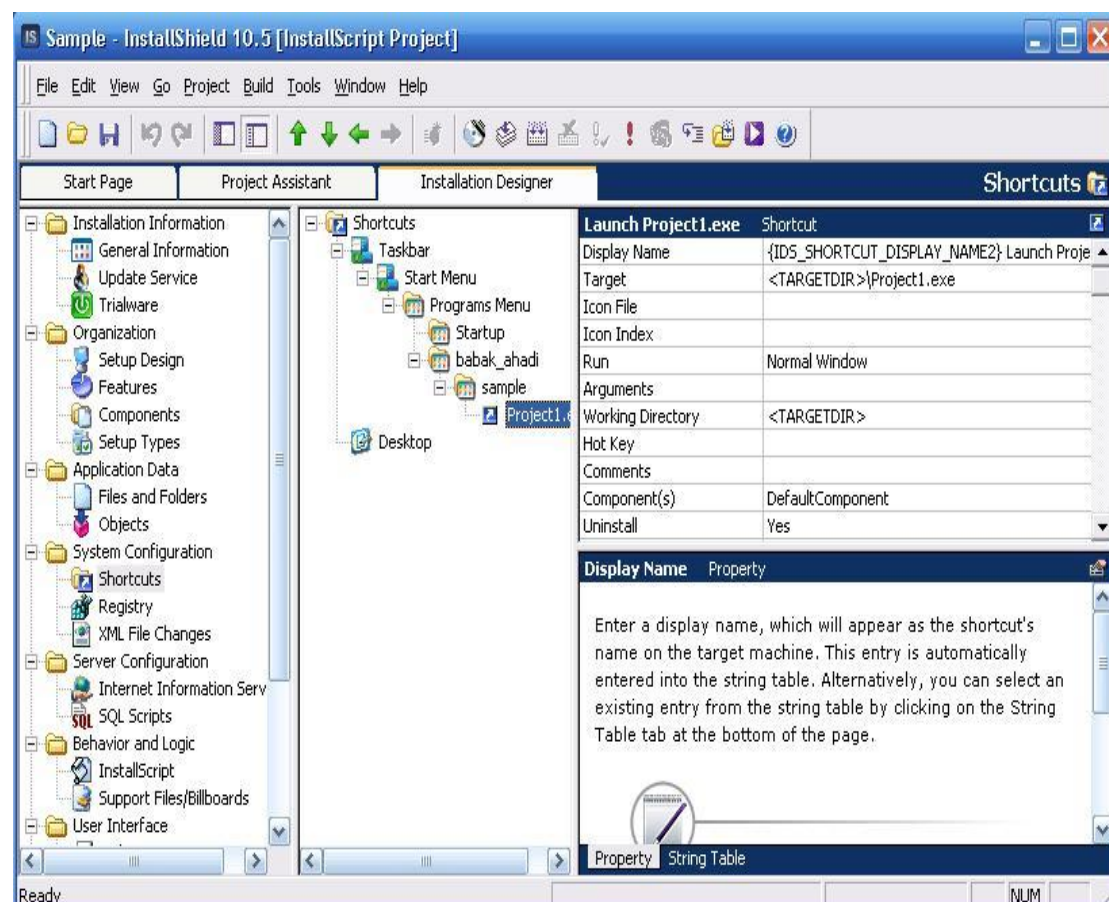 IS Sample - InstallShield 10.5 [InstallScript Project]
File Edit View Go Project Build Tools Window Help
Start Page Project Assistant Installation Designer Shortcuts
Installation Information
General Information
Update Service
Trialware
Organization
Setup Design
Features
Components
Setup Types
Application Data
Files and Folders
Objects
System Configuration
Shortcuts
Registry
XML File Changes
Server Configuration
Internet Information Serv
SQL Scripts
Behavior and Logic
InstallScript
Support Files/Billboards
User Interface
Shortcuts
Taskbar
Start Menu
Programs Menu
Startup
babak_ahadi
sample
Project1.e
Desktop
Launch Project1.exe Shortcut
Display Name {IDS_SHORTCUT_DISPLAY_NAME2} Launch Proje
Target <TARGETDIR>\Project1.exe
Icon File
Icon Index
Run Normal Window
Arguments
Working Directory <TARGETDIR>
Hot Key
Comments
Component(s) DefaultComponent
Uninstall Yes
Display Name Property
Enter a display name, which will appear as the shortcut's
name on the target machine. This entry is automatically
entered into the string table. Alternatively, you can select an
existing entry from the string table by clicking on the String
Table tab at the bottom of the page.
Property String Table
Ready NUM